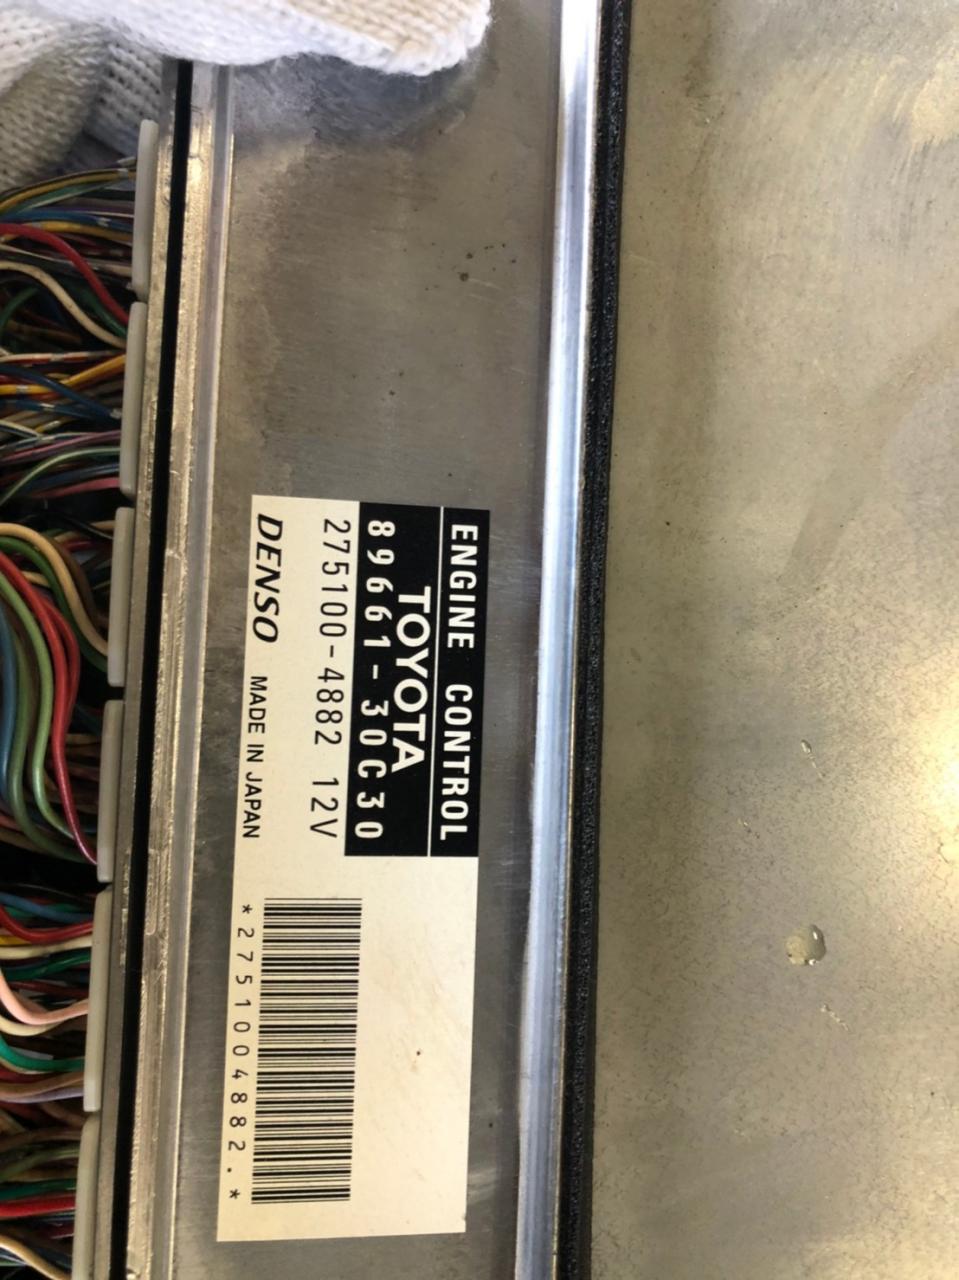 ENGINE CONTROL
TOYOTA
89661-30C30
275100-4882 12V
DENSO MADE IN JAPAN
*2751004882.*